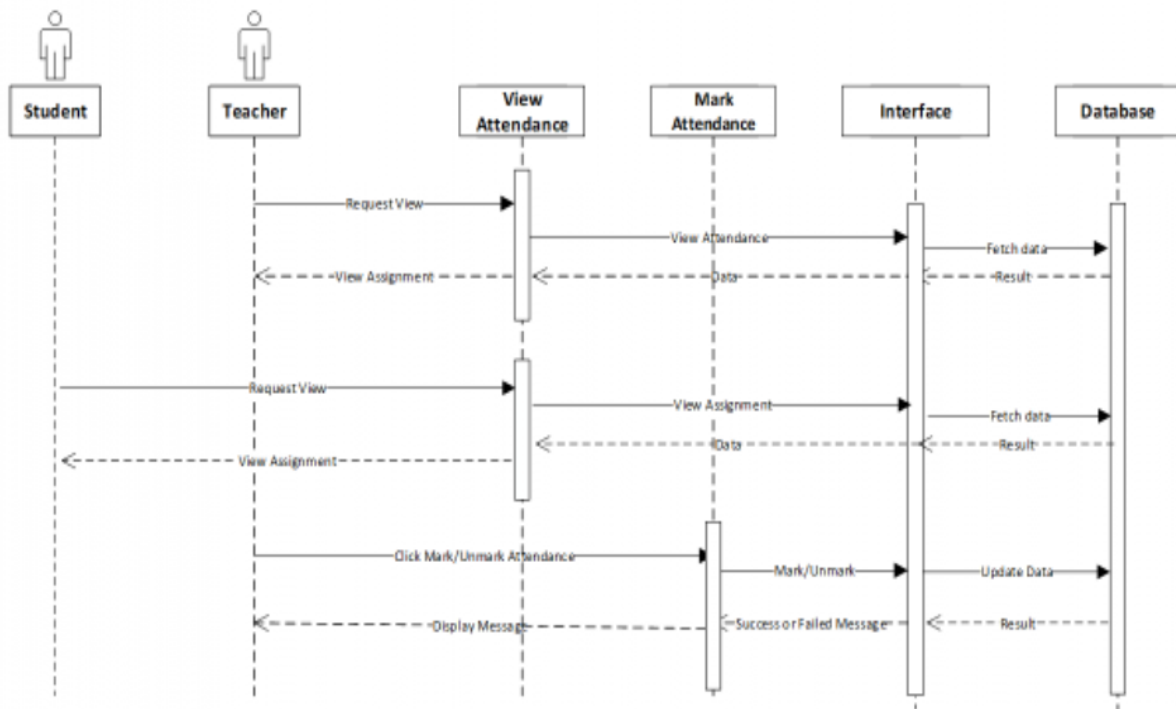 Student
Teacher
View
Attendance
Mark
Attendance
Interface
Database
Request View
View Attendance
Fetch data
View Assignment
Data
Result
Request View
View Assignment
Fetch data
Data
Result
View Assignment
Click Mark/Unmark Attendance
Mark/Unmark
Update Data
Display Message
Success or Failed Message
Result